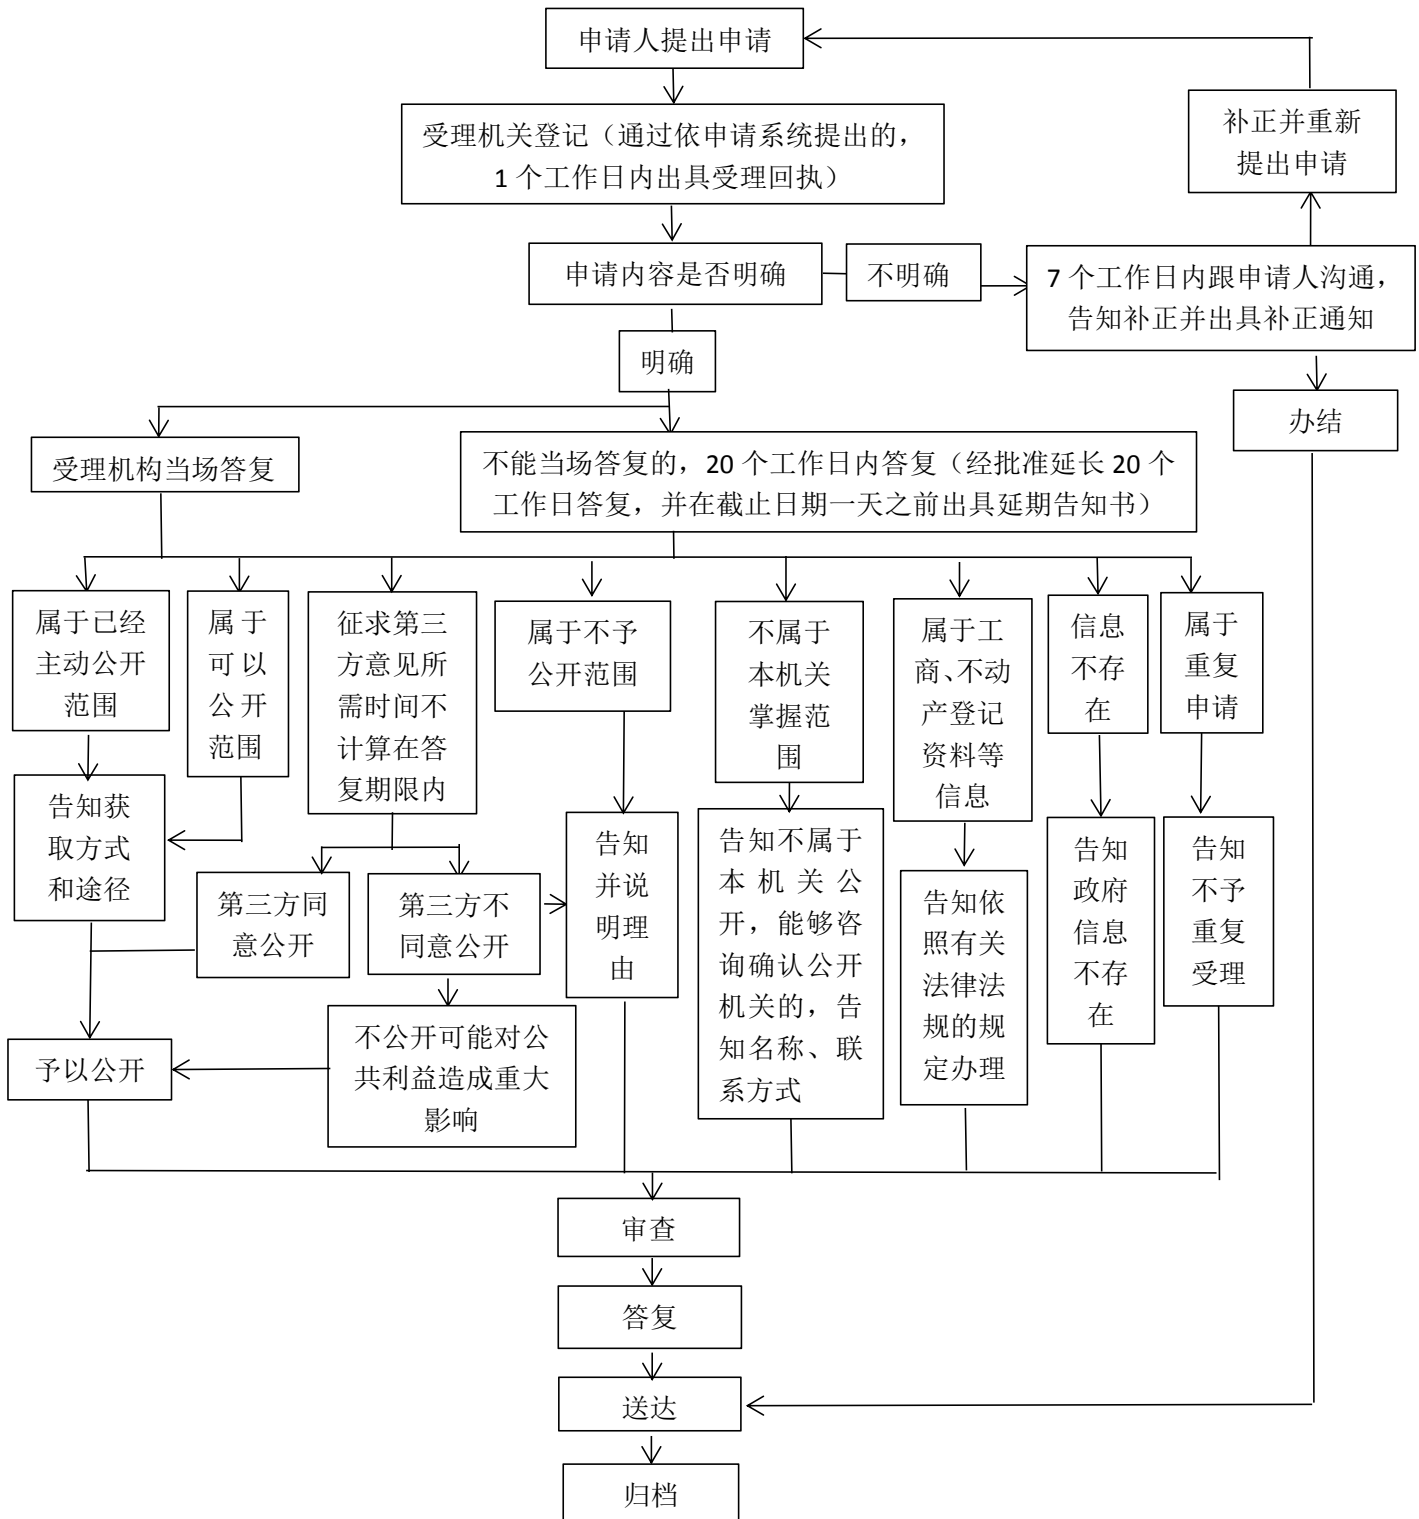 申请人提出申请
受理机关登记（通过依申请系统提出的，
1 个工作日内出具受理回执）
补正并重新
提出申请
申请内容是否明确
不明确
7 个工作日内跟申请人沟通，
告知补正并出具补正通知
明确
办结
受理机构当场答复
不能当场答复的，20 个工作日内答复（经批准延长 20 个
工作日答复，并在截止日期一天之前出具延期告知书）
属于已经
主动公开
范围
属于
可以
公开
范围
征求第三
方意见所
需时间不
计算在答
复期限内
属于不予
公开范围
不属于
本机关
掌握范
围
属于工
商、不动
产登记
资料等
信息
信息
不存
在
属于
重复
申请
告知获
取方式
和途径
第三方同
意公开
第三方不
同意公开
告知
并说
明理
由
告知不属于
本机关公
开，能够咨
询确认公开
机关的，告
知名称、联
系方式
告知依
照有关
法律法
规的规
定办理
告知
政府
信息
不存
在
告知
不予
重复
受理
予以公开
不公开可能对公
共利益造成重大
影响
审查
答复
送达
归档